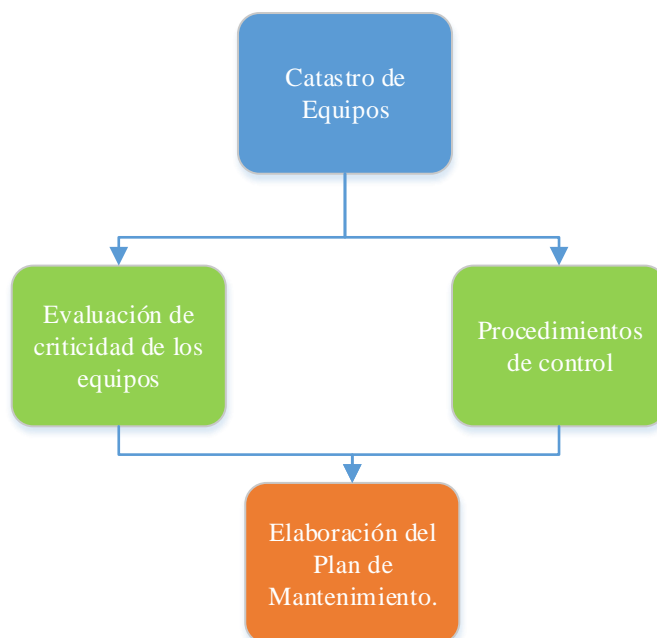 Catastro de
Equipos
Evaluación de
criticidad de los
equipos
Procedimientos
de control
Elaboración del
Plan de
Mantenimiento.